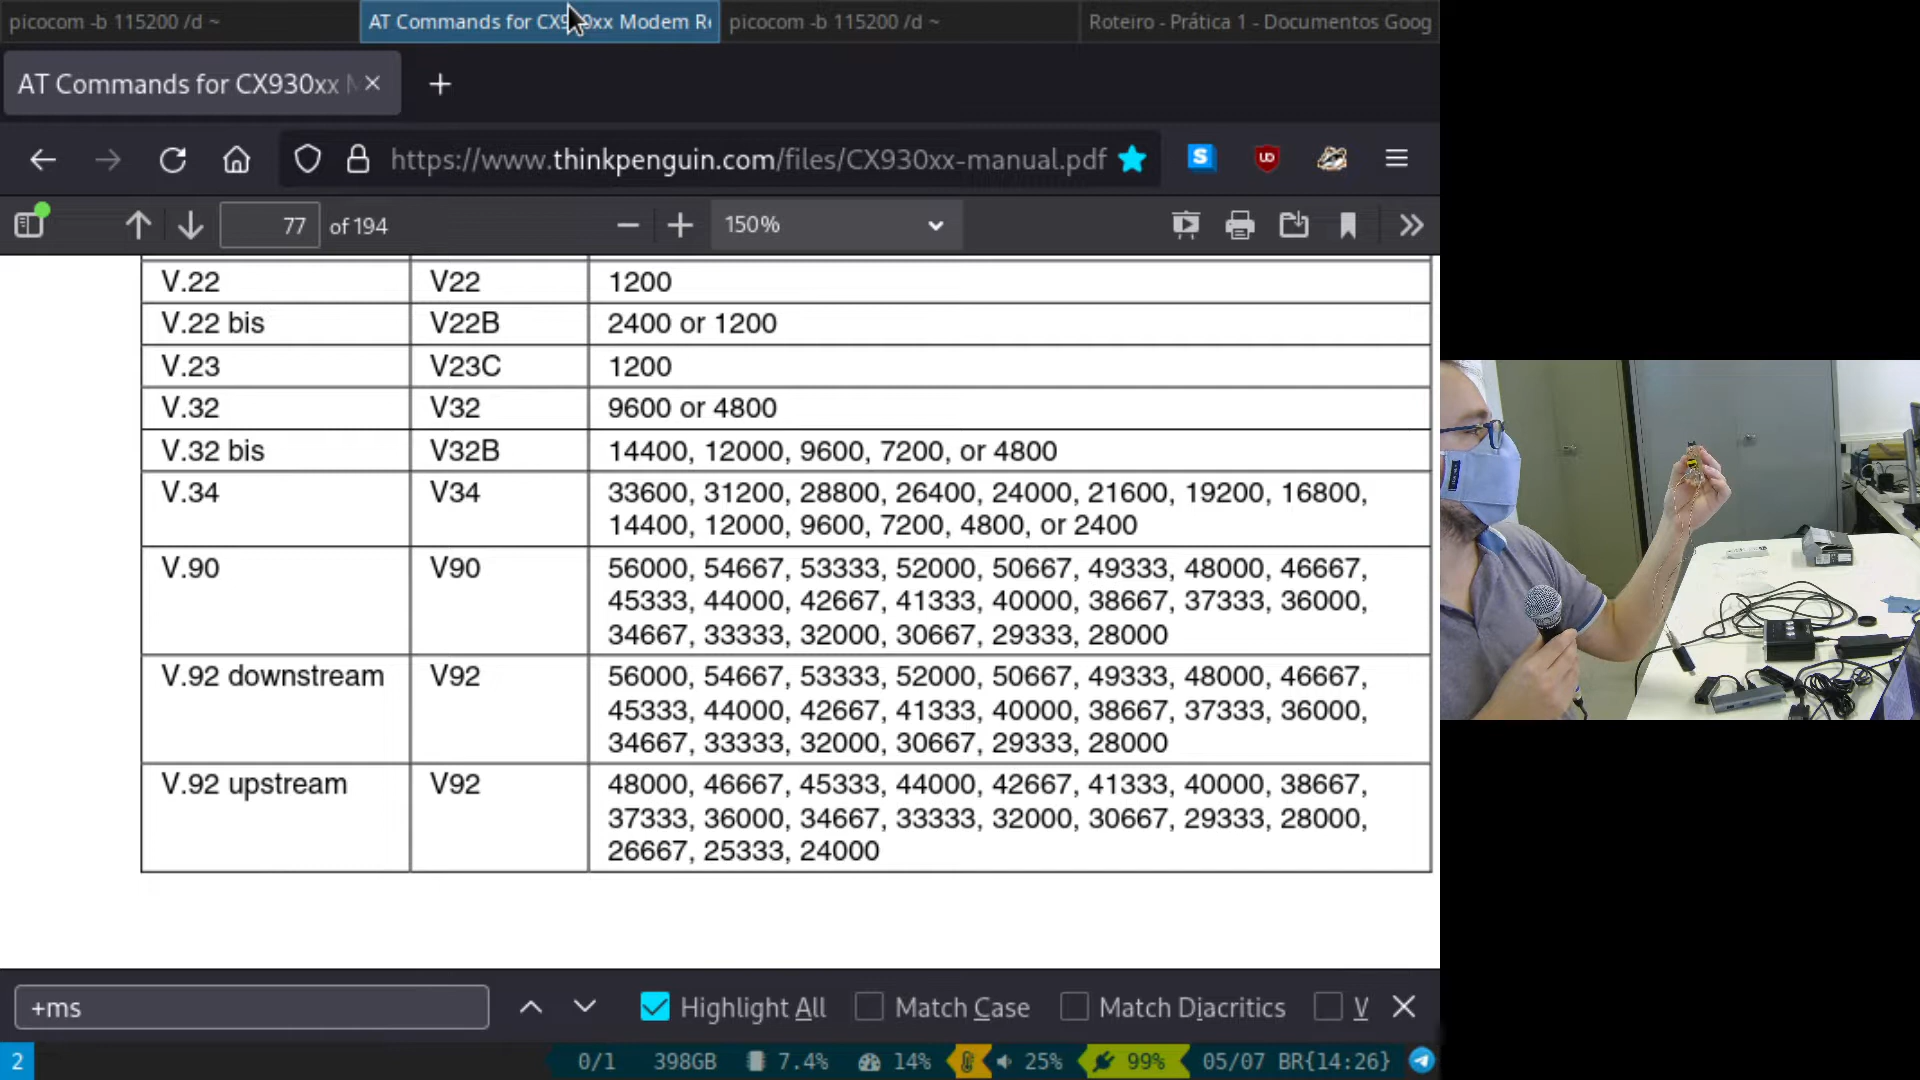 picocom -b 115200 /d ~
AT Commands for CX930xx Modem R
picocom -b 115200 /d ~
Roteiro - Prática 1 - Documentos Goog
AT Commands for CX930xx
https://www.thinkpenguin.com/files/CX930xx-manual.pdf
77 of 194
150%
V.22 V22 1200
V.22 bis V22B 2400 or 1200
V.23 V23C 1200
V.32 V32 9600 or 4800
V.32 bis V32B 14400, 12000, 9600, 7200, or 4800
V.34 V34 33600, 31200, 28800, 26400, 24000, 21600, 19200, 16800,
14400, 12000, 9600, 7200, 4800, or 2400
V.90 V90 56000, 54667, 53333, 52000, 50667, 49333, 48000, 46667,
45333, 44000, 42667, 41333, 40000, 38667, 37333, 36000,
34667, 33333, 32000, 30667, 29333, 28000
V.92 downstream V92 56000, 54667, 53333, 52000, 50667, 49333, 48000, 46667,
45333, 44000, 42667, 41333, 40000, 38667, 37333, 36000,
34667, 33333, 32000, 30667, 29333, 28000
V.92 upstream V92 48000, 46667, 45333, 44000, 42667, 41333, 40000, 38667,
37333, 36000, 34667, 33333, 32000, 30667, 29333, 28000,
26667, 25333, 24000
+ms Highlight All Match Case Match Diacritics V
2 0/1 398GB 7.4% 14% 25% 99% 05/07 BR{14:26}